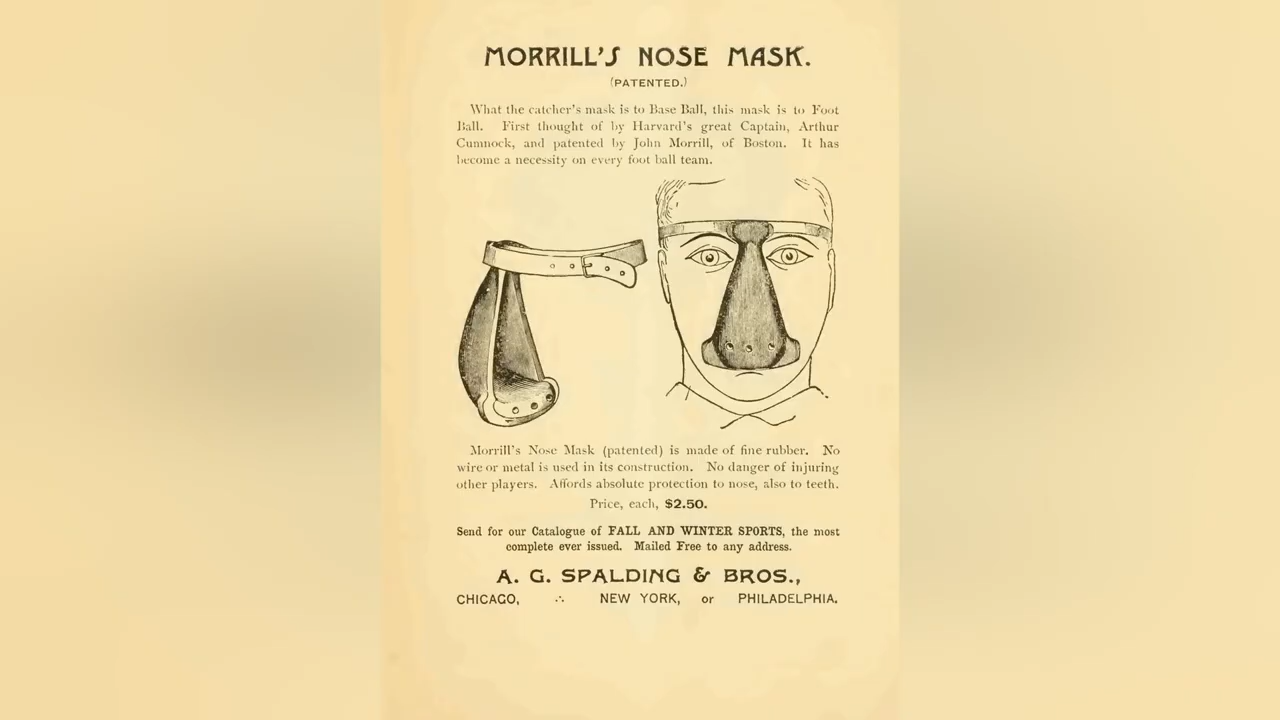 MORRILL'S NOSE MASK.
(PATENTED.)
What the catcher's mask is to Base Ball, this mask is to Foot
Ball. First thought of by Harvard's great Captain, Arthur
Cumnock, and patented by John Morrill, of Boston. It has
become a necessity on every foot ball team.
Morrill's Nose Mask (patented) is made of fine rubber. No
wire or metal is used in its construction. No danger of injuring
other players. Affords absolute protection to nose, also to teeth.
Price, each, $2.50.
Send for our Catalogue of FALL AND WINTER SPORTS, the most
complete ever issued. Mailed Free to any address.
A. G. SPALDING & BROS.,
CHICAGO, ∴ NEW YORK, or PHILADELPHIA.